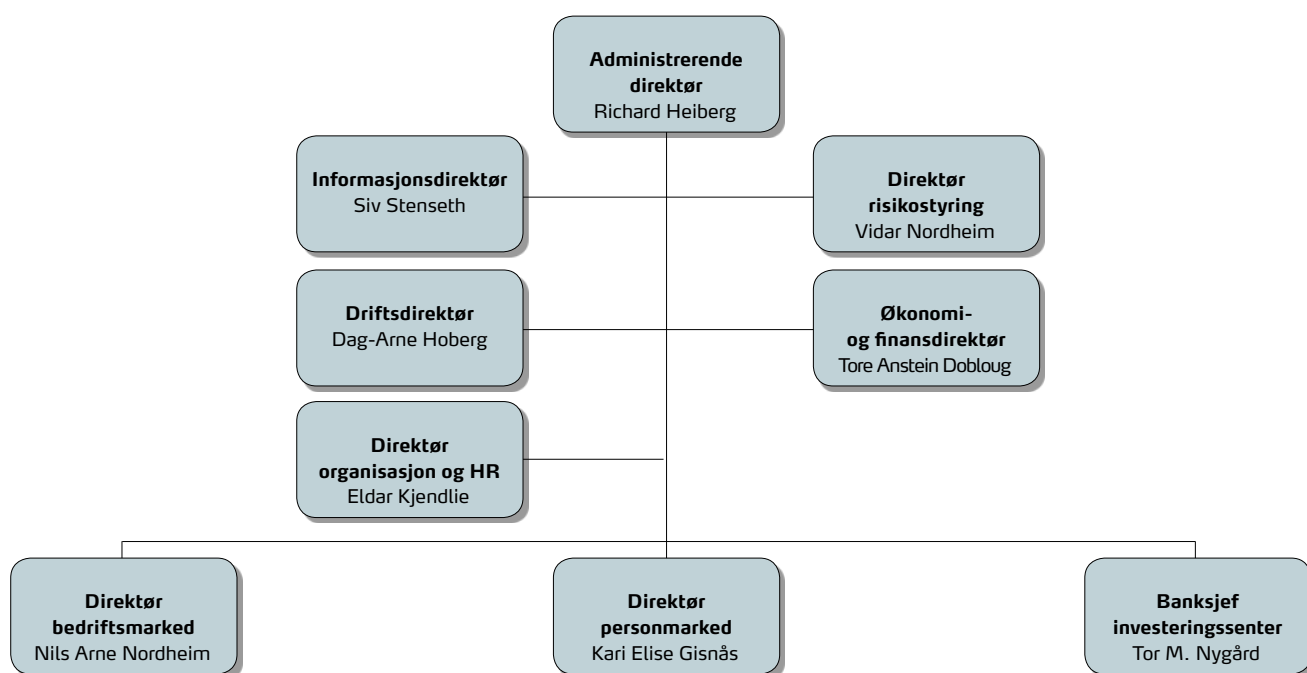 Administrerende
direktør
Richard Heiberg
Informasjonsdirektør
Siv Stenseth
Direktør
risikostyring
Vidar Nordheim
Driftsdirektør
Dag-Arne Hoberg
Økonomi-
og finansdirektør
Tore Anstein Dobloug
Direktør
organisasjon og HR
Eldar Kjendlie
Direktør
bedriftsmarked
Nils Arne Nordheim
Direktør
personmarked
Kari Elise Gisnås
Banksjef
investeringssenter
Tor M. Nygård